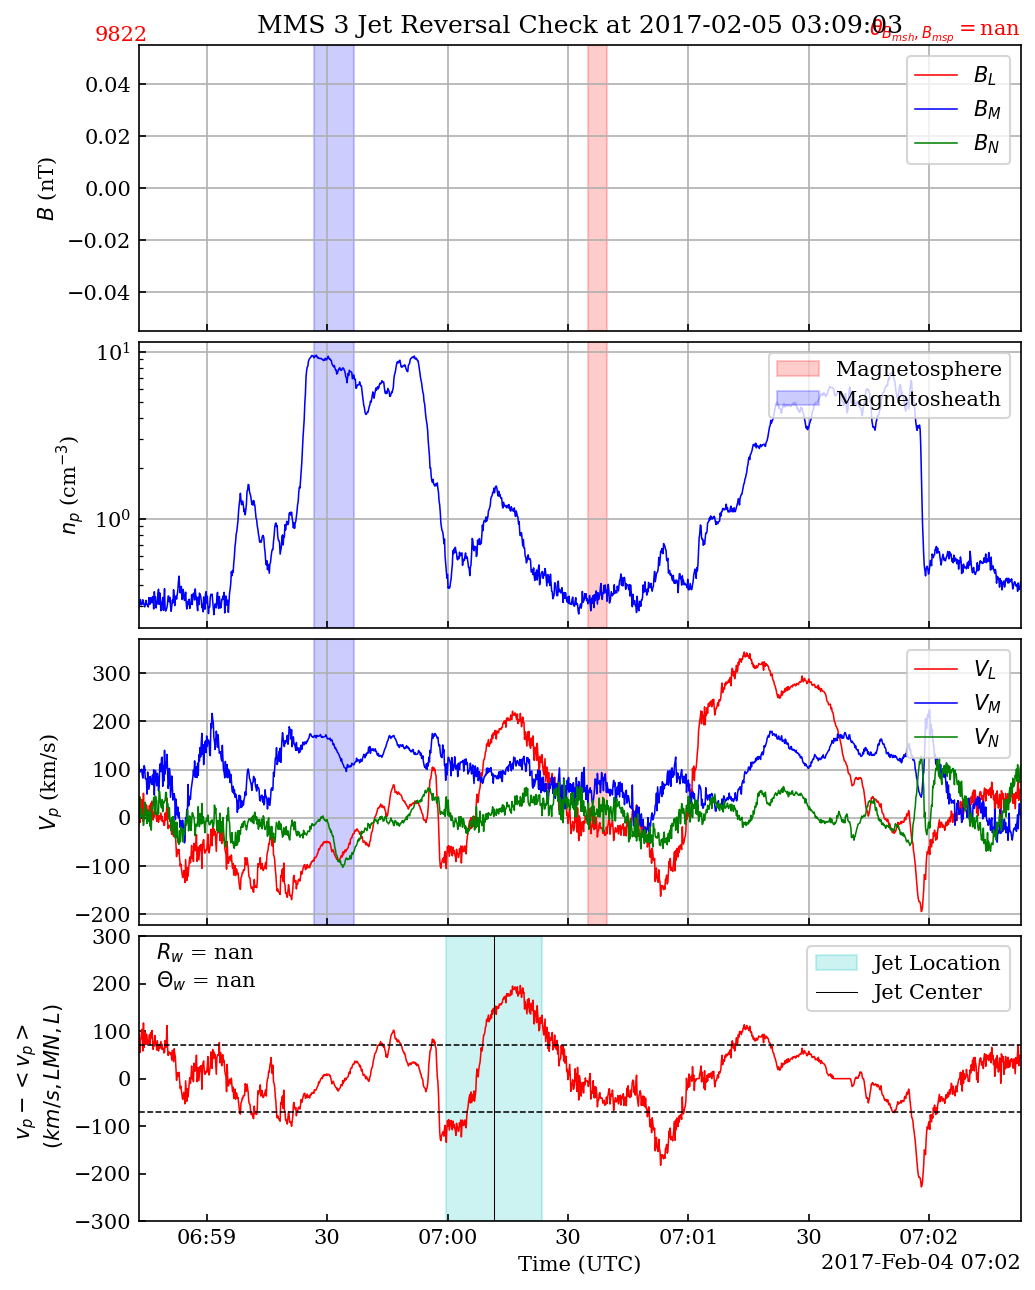 MMS 3 Jet Reversal Check at 2017-02-05 03:09:03
9822
θ_{B_{msh}, B_{msp}} = nan
B_L
B_M
B_N
0.04
0.02
0.00
−0.02
−0.04
B (nT)
Magnetosphere
Magnetosheath
10^1
10^0
n_p (cm^{−3})
V_L
V_M
V_N
300
200
100
0
−100
−200
V_p (km/s)
R_w = nan
Θ_w = nan
Jet Location
Jet Center
300
200
100
0
−100
−200
−300
v_p − < v_p >
(km/s, LMN, L)
06:59 30 07:00 30 07:01 30 07:02
Time (UTC)
2017-Feb-04 07:02